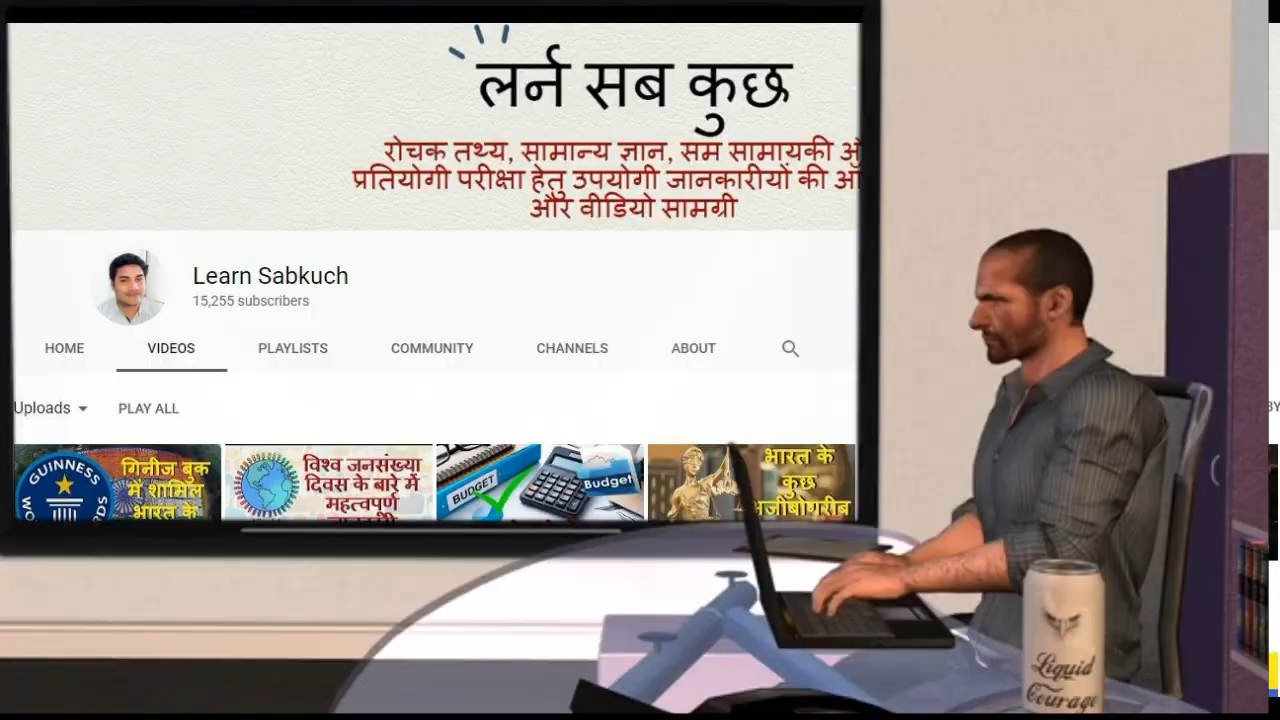 लर्न सब कुछ
रोचक तथ्य, सामान्य ज्ञान, सम सामायकी
प्रतियोगी परीक्षा हेतु उपयोगी जानकारीयों की
और वीडियो सामग्री
Learn Sabkuch
15,255 subscribers
HOME VIDEOS PLAYLISTS COMMUNITY CHANNELS ABOUT
Uploads PLAY ALL
GUINNESS
गिनीज बुक
में शामिल
भारत के
विश्व जनसंख्या
दिवस के बारे में
महत्वपूर्ण
BUDGET
Budget
भारत के
कुछ
Liquid
Courage